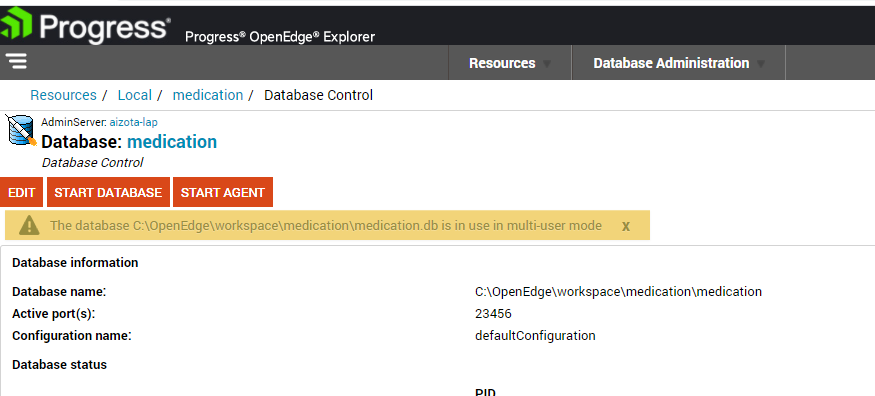 Progress®
Progress® OpenEdge® Explorer
Resources
Database Administration
Resources / Local / medication / Database Control
AdminServer: aizota-lap
Database: medication
Database Control
EDIT
START DATABASE
START AGENT
The database C:\OpenEdge\workspace\medication\medication.db is in use in multi-user mode
x
Database information
Database name: C:\OpenEdge\workspace\medication\medication
Active port(s): 23456
Configuration name: defaultConfiguration
Database status
PID